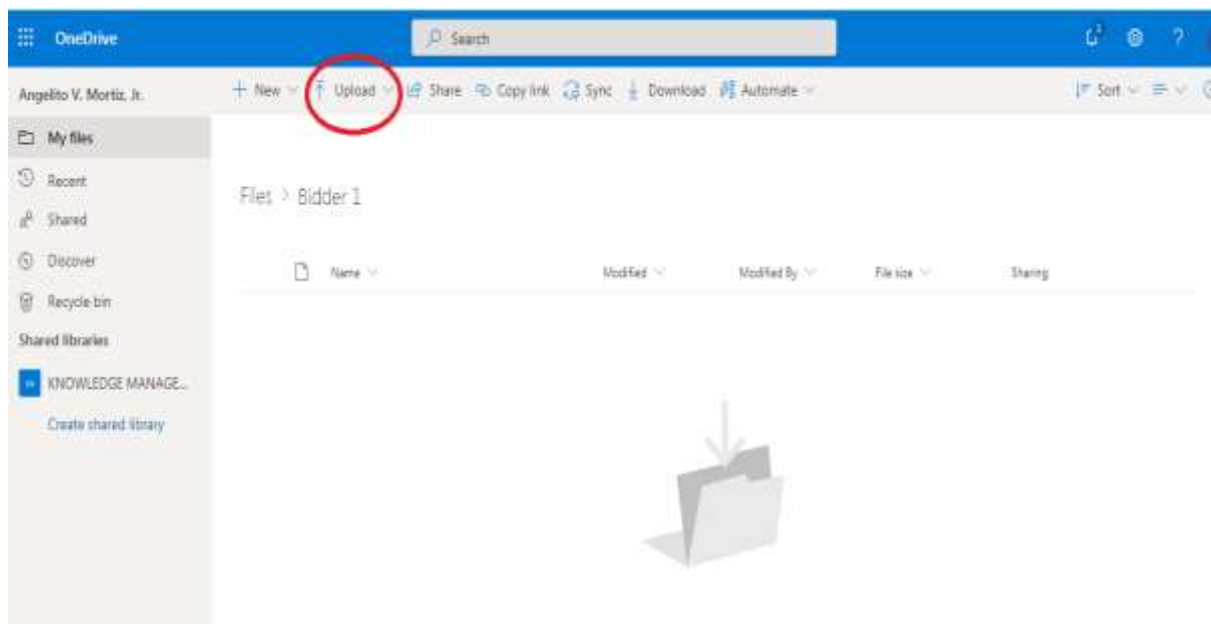 OneDrive
Search
?
Angelito V. Mortiz, Jr.
+ New
Upload
Share
Copy link
Sync
Download
Automate
Sort
My files
Recent
Shared
Discover
Recycle bin
Shared libraries
KNOWLEDGE MANAGE...
Create shared library
Files > Bidder 1
Name
Modified
Modified By
File size
Sharing